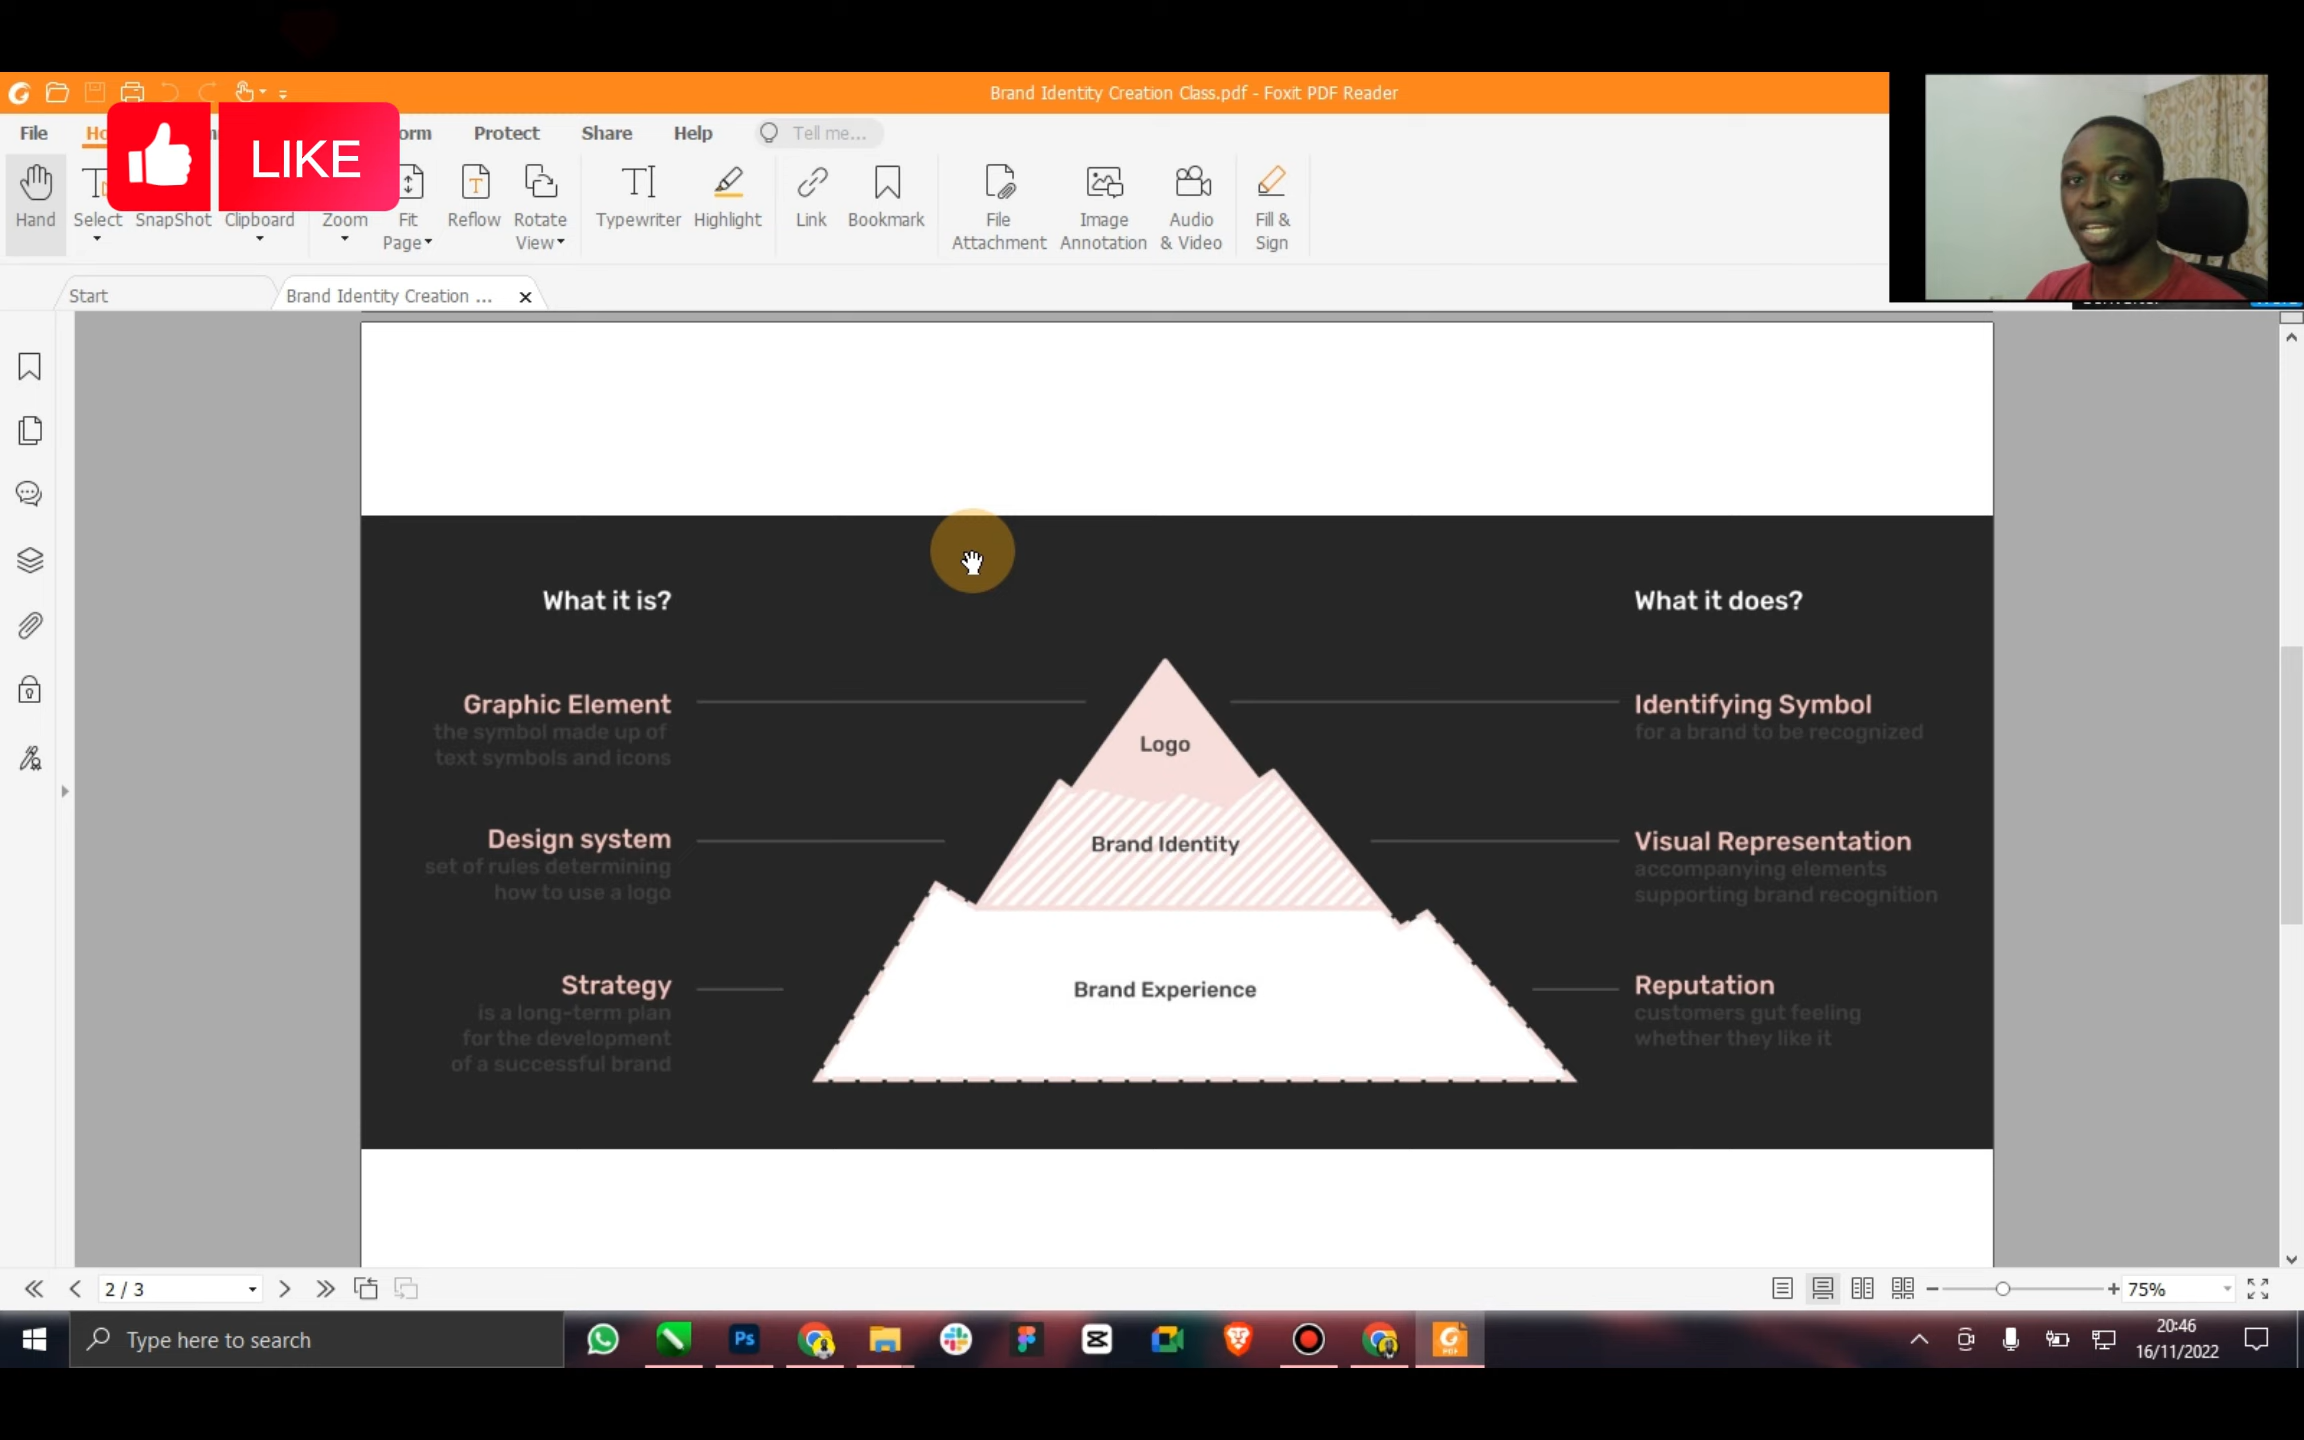 Brand Identity Creation Class.pdf - Foxit PDF Reader
File
orm
Protect
Share
Help
Tell me...
LIKE
Hand
Select
SnapShot
Clipboard
Zoom
Fit
Page
Reflow
Rotate
View
Typewriter
Highlight
Link
Bookmark
File
Attachment
Image
Annotation
Audio
& Video
Fill &
Sign
Start
Brand Identity Creation ...
What it is?
What it does?
Graphic Element
the symbol made up of
text symbols and icons
Logo
Identifying Symbol
for a brand to be recognized
Design system
set of rules determining
how to use a logo
Brand Identity
Visual Representation
accompanying elements
supporting brand recognition
Strategy
is a long-term plan
for the development
of a successful brand
Brand Experience
Reputation
customers gut feeling
whether they like it
2 / 3
75%
Type here to search
Ps
PDF
20:46
16/11/2022